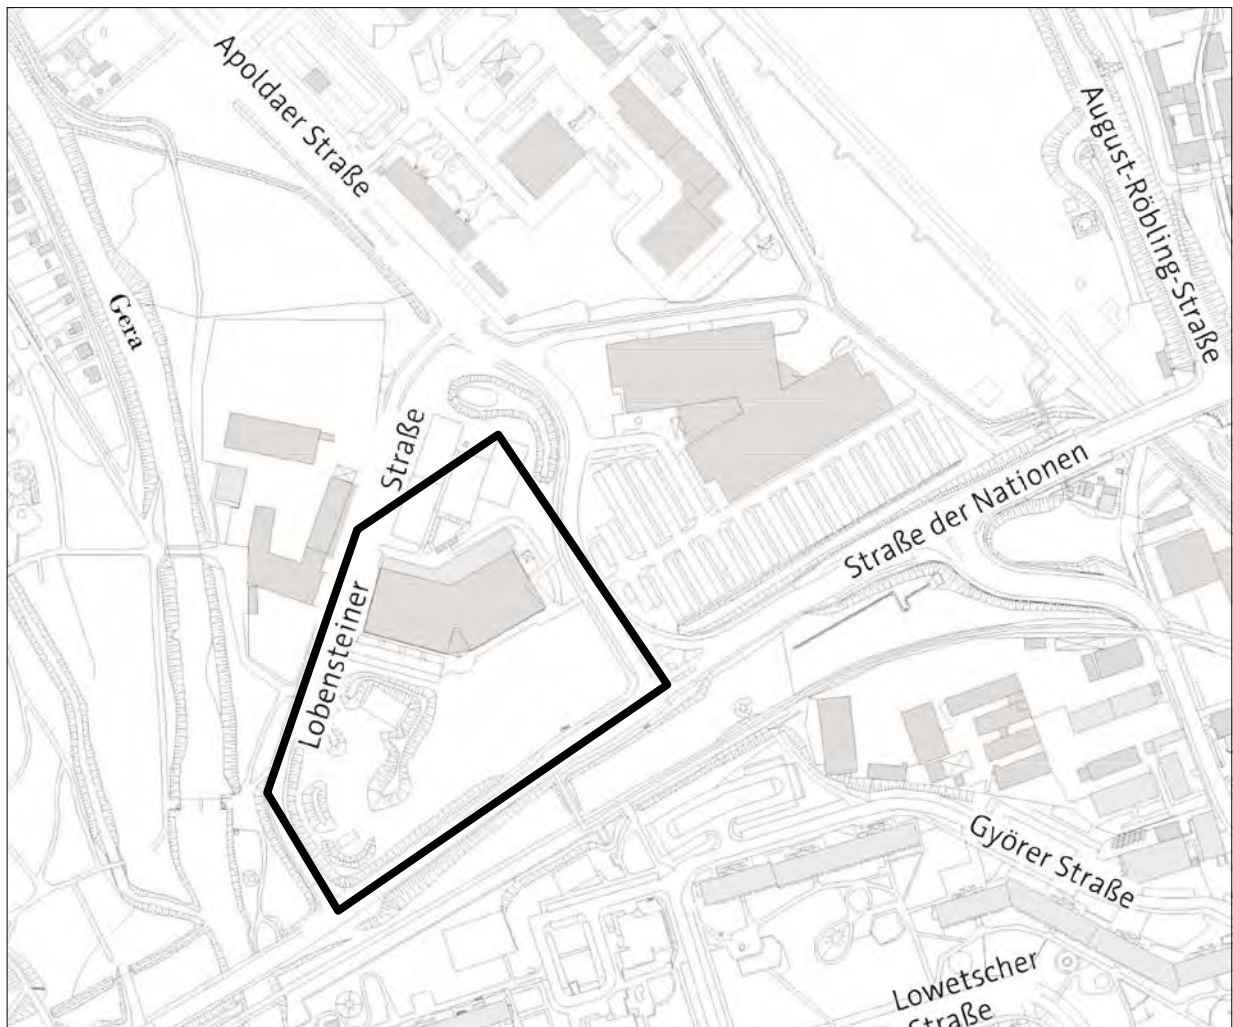 Apoldaer Straße
August-Röbling-Straße
Gera
Lobensteiner Straße
Straße der Nationen
Györer Straße
Lowetscher
Straße